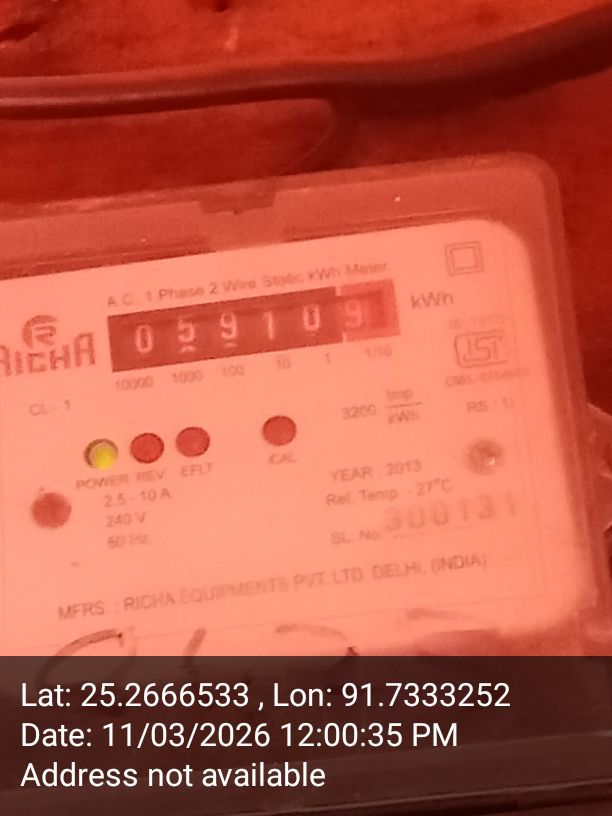 A.C. 1 Phase 2 Wire Static kWh Meter
RICHA
0 5 9 1 0 9
kWh
10000 1000 100 10 1 1/10
CL - 1
3200 Imp
kWh
POWER REV EFLT CAL
2.5 - 10 A
240 V
50 Hz
YEAR : 2013
Ref. Temp. - 27°C
SL. No.
MFRS : RICHA EQUIPMENTS PVT. LTD. DELHI, (INDIA)
Lat: 25.2666533 , Lon: 91.7333252
Date: 11/03/2026 12:00:35 PM
Address not available